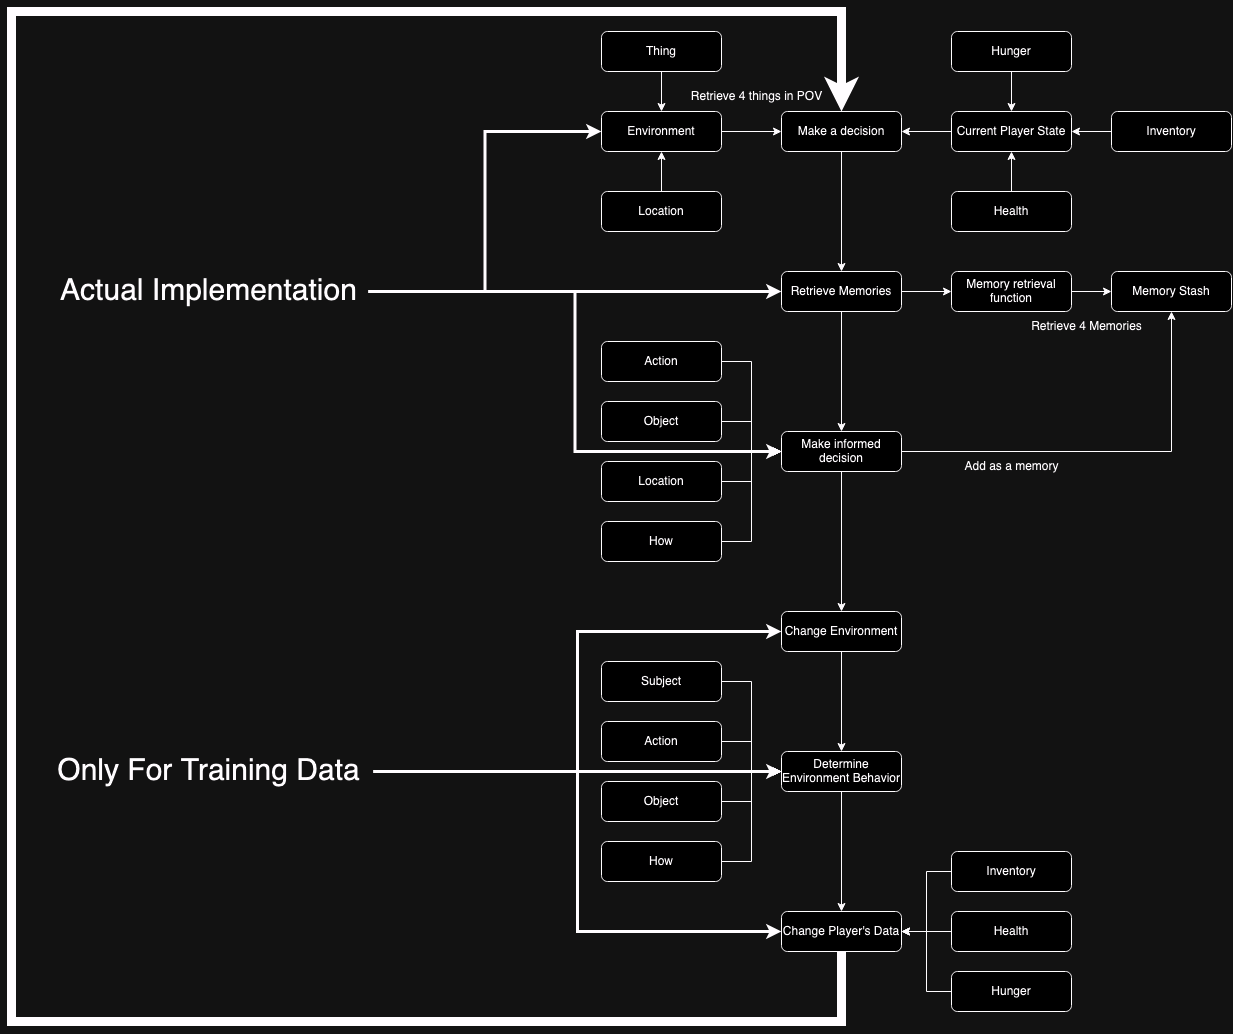 Thing
Hunger
Retrieve 4 things in POV
Environment
Make a decision
Current Player State
Inventory
Location
Health
Actual Implementation
Retrieve Memories
Memory retrieval
function
Memory Stash
Retrieve 4 Memories
Action
Object
Make informed
decision
Add as a memory
Location
How
Change Environment
Subject
Action
Only For Training Data
Determine
Environment Behavior
Object
How
Inventory
Change Player's Data
Health
Hunger